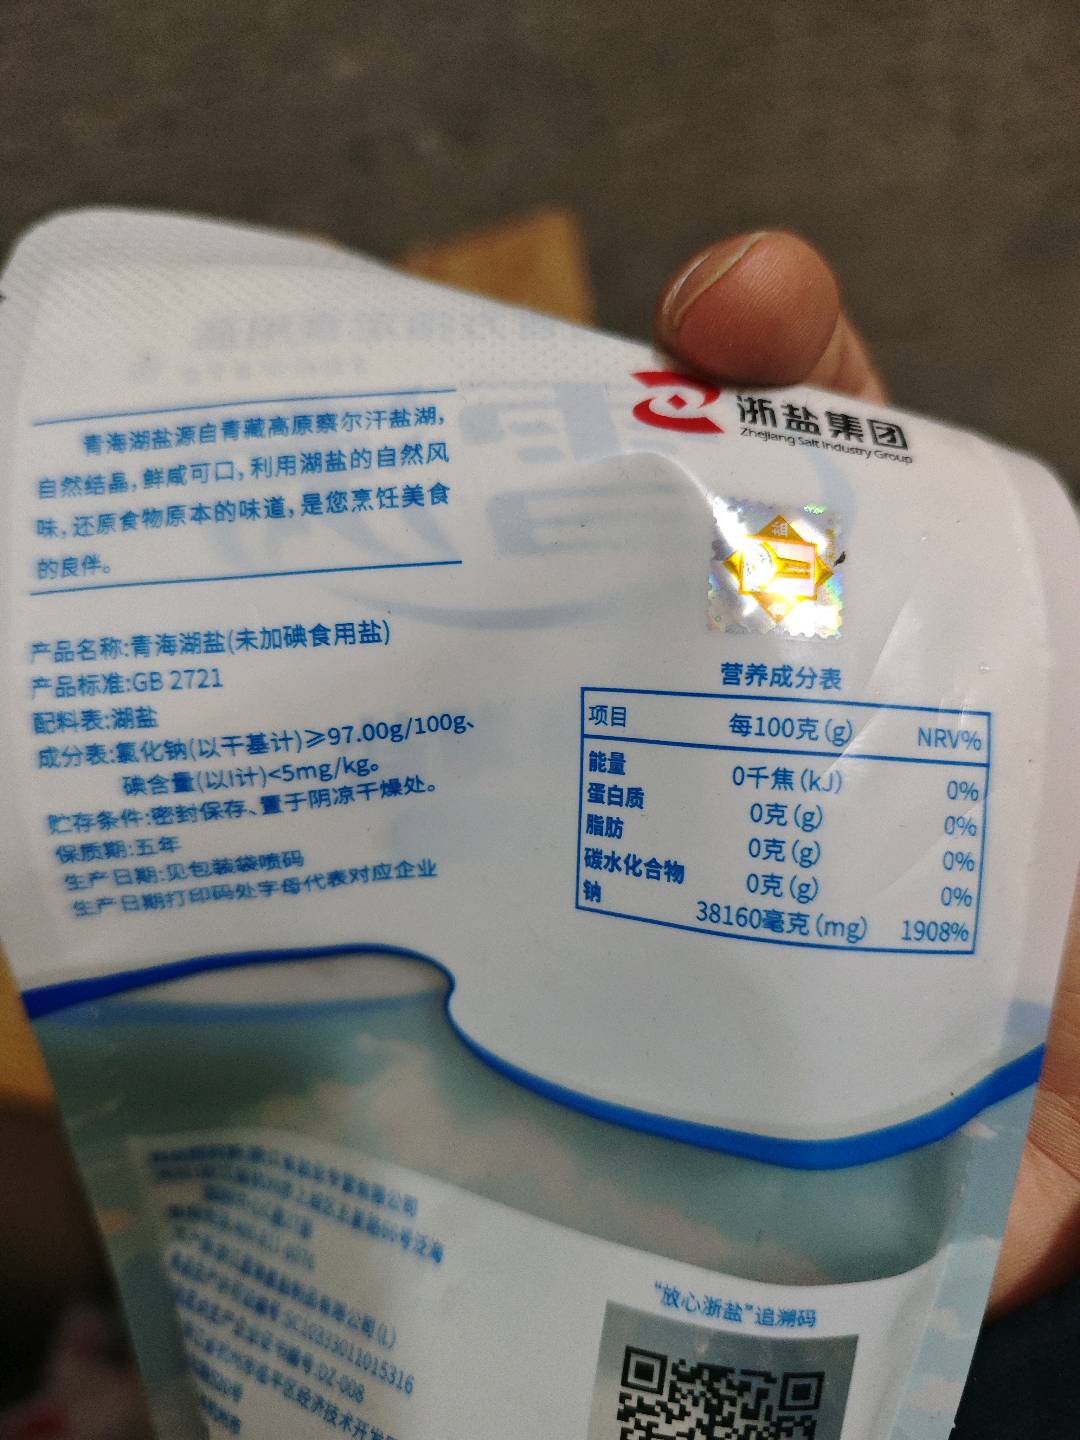 青海湖盐源自青藏高原察尔汗盐湖,
自然结晶,鲜咸可口,利用湖盐的自然风
味,还原食物原本的味道,是您烹饪美食
的良伴。
产品名称:青海湖盐(未加碘食用盐)
产品标准:GB 2721
配料表:湖盐
成分表:氯化钠(以干基计)≥97.00g/100g、
碘含量(以I计)<5mg/kg。
贮存条件:密封保存、置于阴凉干燥处。
保质期:五年
生产日期:见包装袋喷码
生产日期打印码处字母代表对应企业
浙盐集团
Zhejiang Salt Industry Group
营养成分表
项目 每100克(g) NRV%
能量 0千焦(kJ) 0%
蛋白质 0克(g) 0%
脂肪 0克(g) 0%
碳水化合物 0克(g) 0%
钠 38160毫克(mg) 1908%
"放心浙盐"追溯码